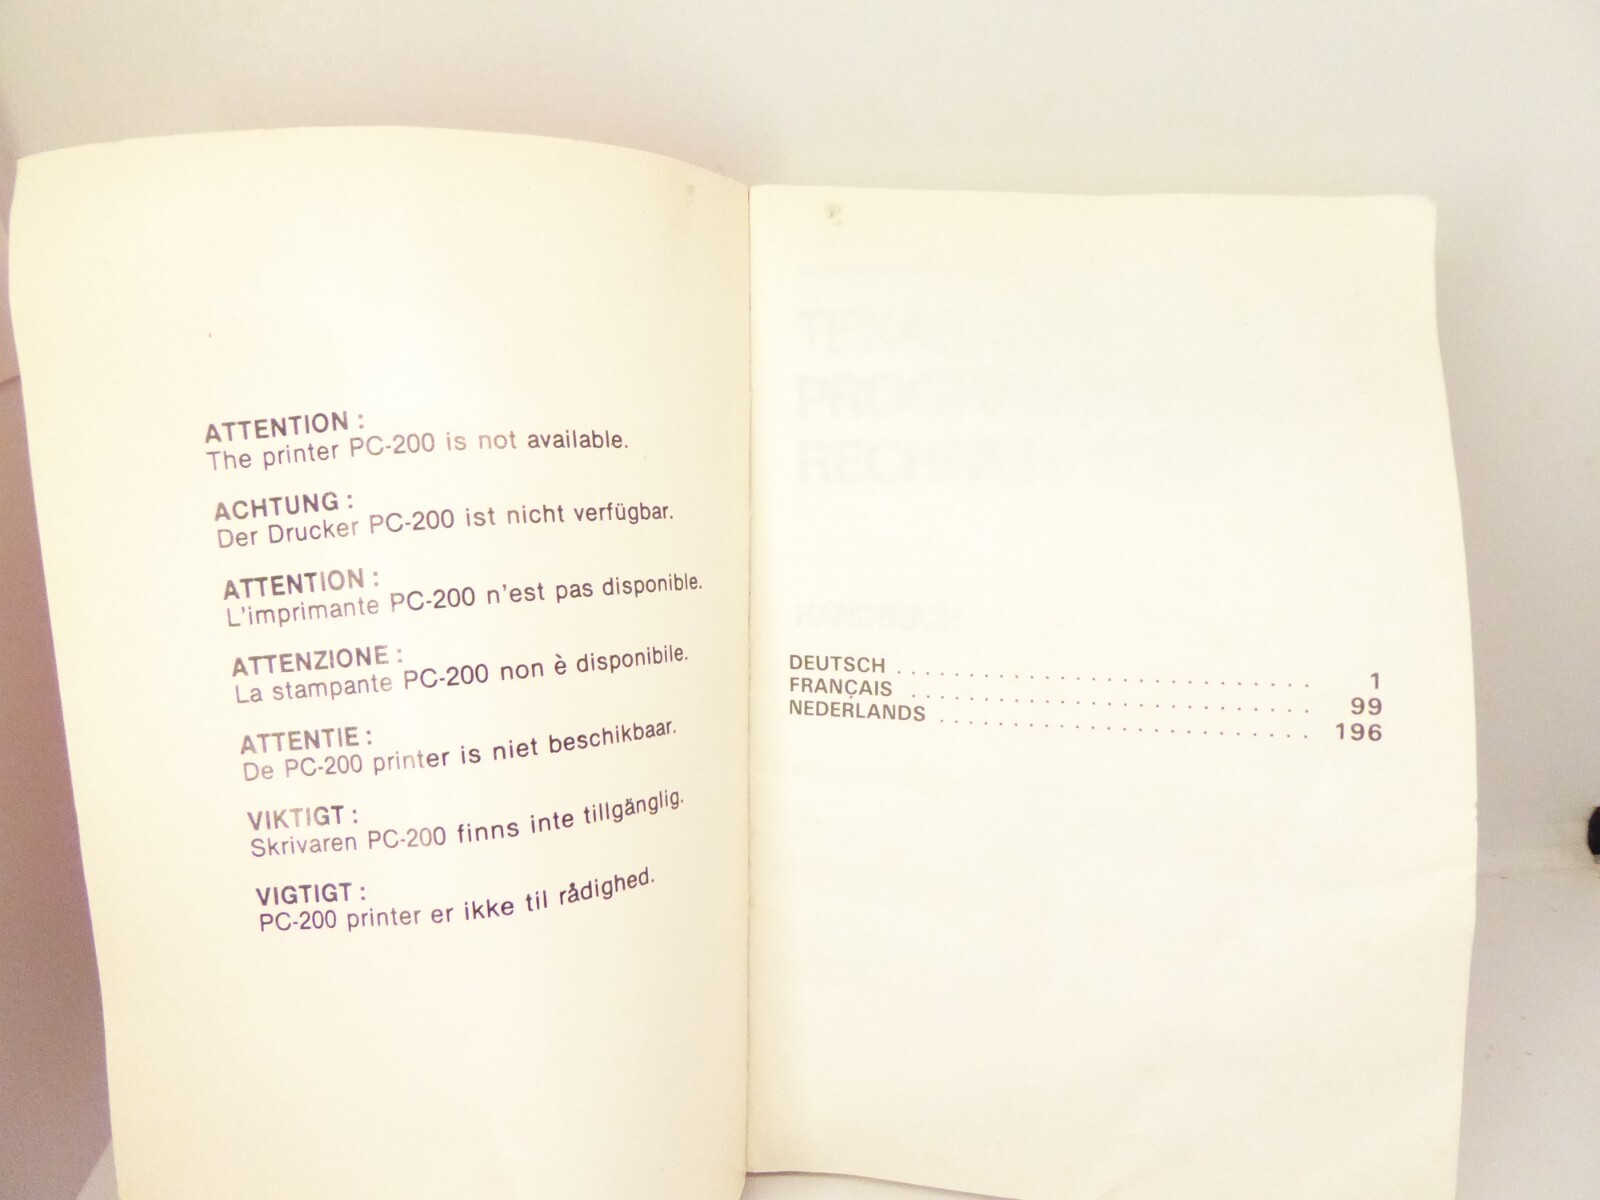 ATTENTION :
The printer PC-200 is not available.
ACHTUNG :
Der Drucker PC-200 ist nicht verfügbar.
ATTENTION :
L'imprimante PC-200 n'est pas disponible.
ATTENZIONE :
La stampante PC-200 non è disponibile.
ATTENTIE :
De PC-200 printer is niet beschikbaar.
VIKTIGT :
Skrivaren PC-200 finns inte tillgänglig.
VIGTIGT :
PC-200 printer er ikke til rådighed.
HANDBUCH
DEUTSCH . . . . . . . . . . . . . . . . . . . . . . . . . . . . . 1
FRANÇAIS . . . . . . . . . . . . . . . . . . . . . . . . . . . . 99
NEDERLANDS . . . . . . . . . . . . . . . . . . . . . . . . . . 196